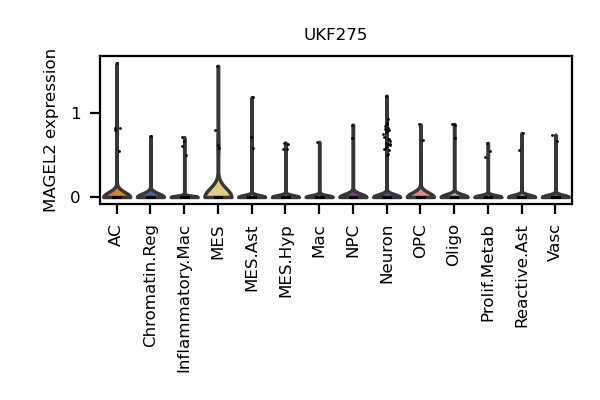 UKF275
MAGEL2 expression
1
0
AC
Chromatin.Reg
Inflammatory.Mac
MES
MES.Ast
MES.Hyp
Mac
NPC
Neuron
OPC
Oligo
Prolif.Metab
Reactive.Ast
Vasc